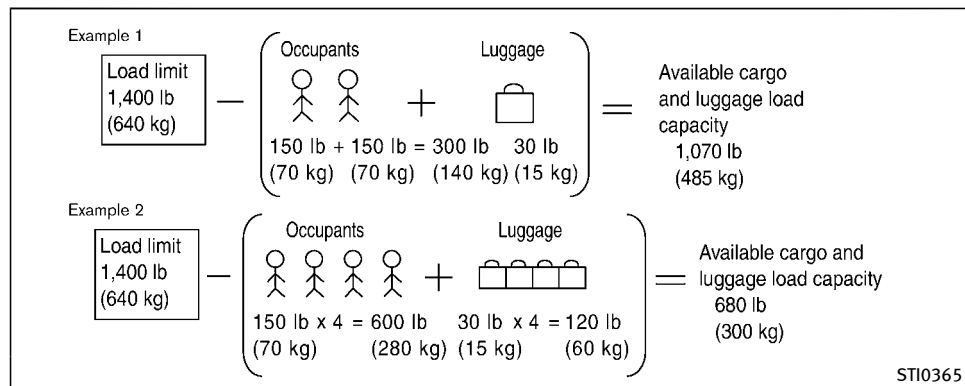 Example 1
Load limit
1,400 lb
(640 kg)
−
Occupants
+
Luggage
150 lb + 150 lb = 300 lb 30 lb
(70 kg) (70 kg) (140 kg) (15 kg)
=
Available cargo
and luggage load
capacity
1,070 lb
(485 kg)
Example 2
Load limit
1,400 lb
(640 kg)
−
Occupants
+
Luggage
150 lb x 4 = 600 lb 30 lb x 4 = 120 lb
(70 kg) (280 kg) (15 kg) (60 kg)
=
Available cargo and
luggage load capacity
680 lb
(300 kg)
STI0365